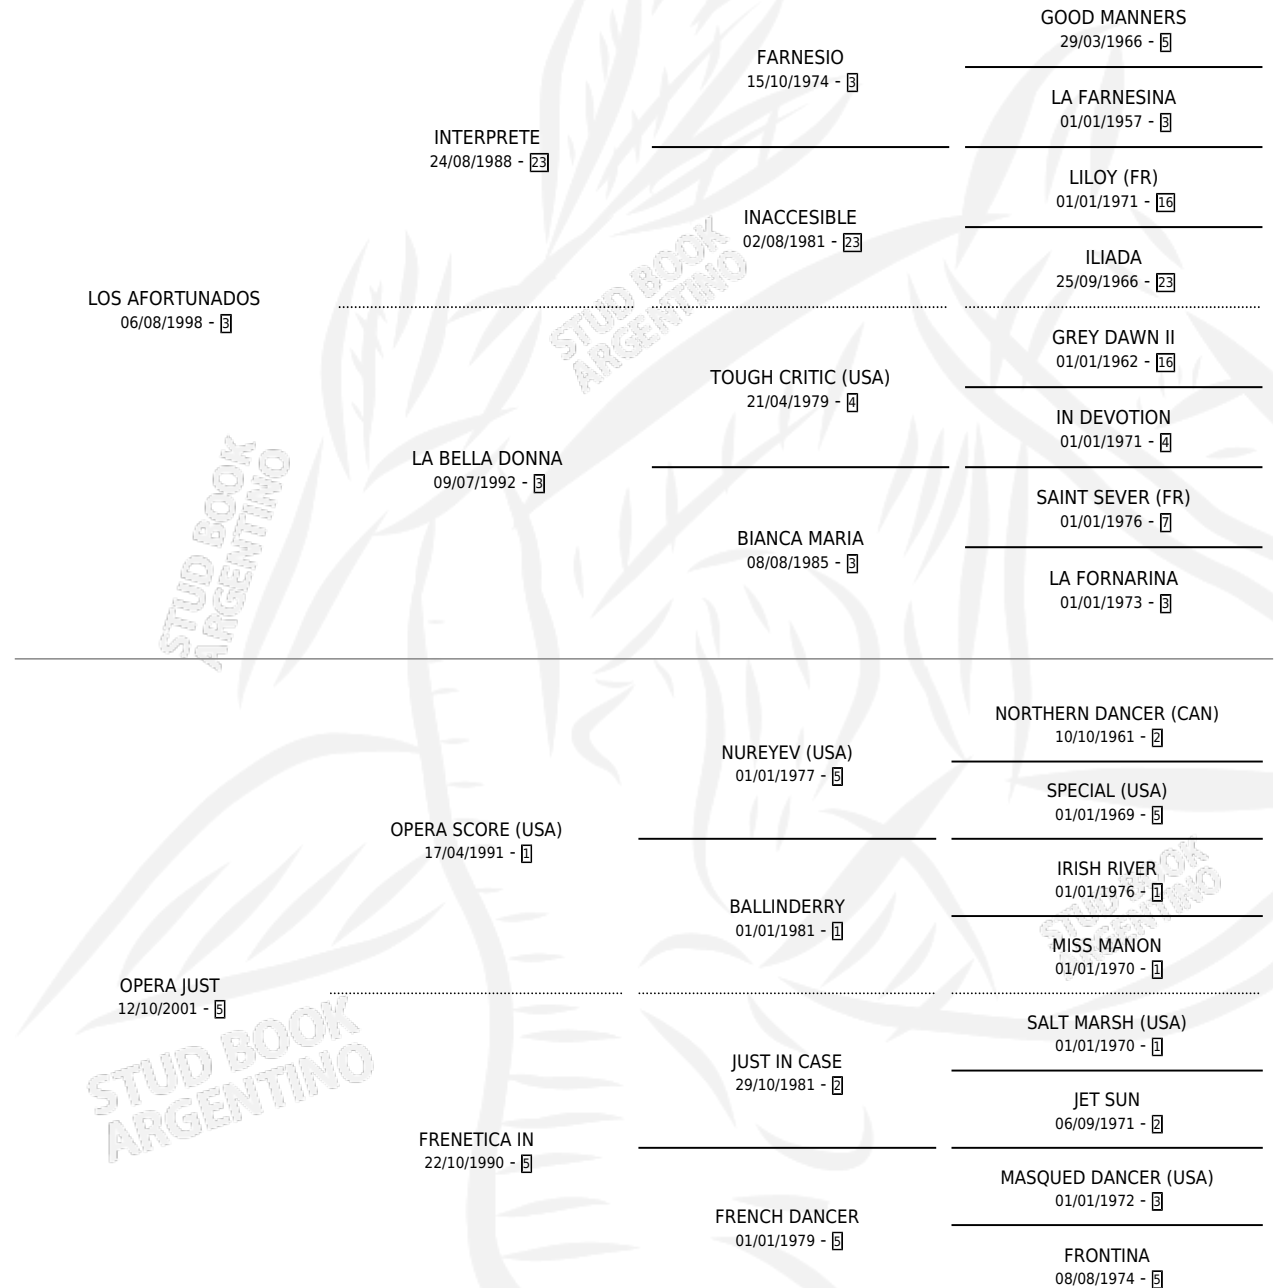 GOOD MANNERS
29/03/1966 - 5
FARNESIO
15/10/1974 - 3
LA FARNESINA
01/01/1957 - 3
INTERPRETE
24/08/1988 - 23
LILOY (FR)
01/01/1971 - 16
INACCESIBLE
02/08/1981 - 23
ILIADA
25/09/1966 - 23
STUD BOOK
ARGENTINO
LOS AFORTUNADOS
06/08/1998 - 3
GREY DAWN II
01/01/1962 - 16
TOUGH CRITIC (USA)
21/04/1979 - 4
IN DEVOTION
01/01/1971 - 4
LA BELLA DONNA
09/07/1992 - 3
SAINT SEVER (FR)
01/01/1976 - 7
BIANCA MARIA
08/08/1985 - 3
LA FORNARINA
01/01/1973 - 3
STUD BOOK
ARGENTINO
NORTHERN DANCER (CAN)
10/10/1961 - 2
NUREYEV (USA)
01/01/1977 - 5
SPECIAL (USA)
01/01/1969 - 5
OPERA SCORE (USA)
17/04/1991 - 1
IRISH RIVER
01/01/1976 - 1
BALLINDERRY
01/01/1981 - 1
MISS MANON
01/01/1970 - 1
STUD BOOK
ARGENTINO
OPERA JUST
12/10/2001 - 5
SALT MARSH (USA)
01/01/1970 - 1
JUST IN CASE
29/10/1981 - 2
JET SUN
06/09/1971 - 2
STUD BOOK
ARGENTINO
FRENETICA IN
22/10/1990 - 5
MASQUED DANCER (USA)
01/01/1972 - 3
FRENCH DANCER
01/01/1979 - 5
FRONTINA
08/08/1974 - 5